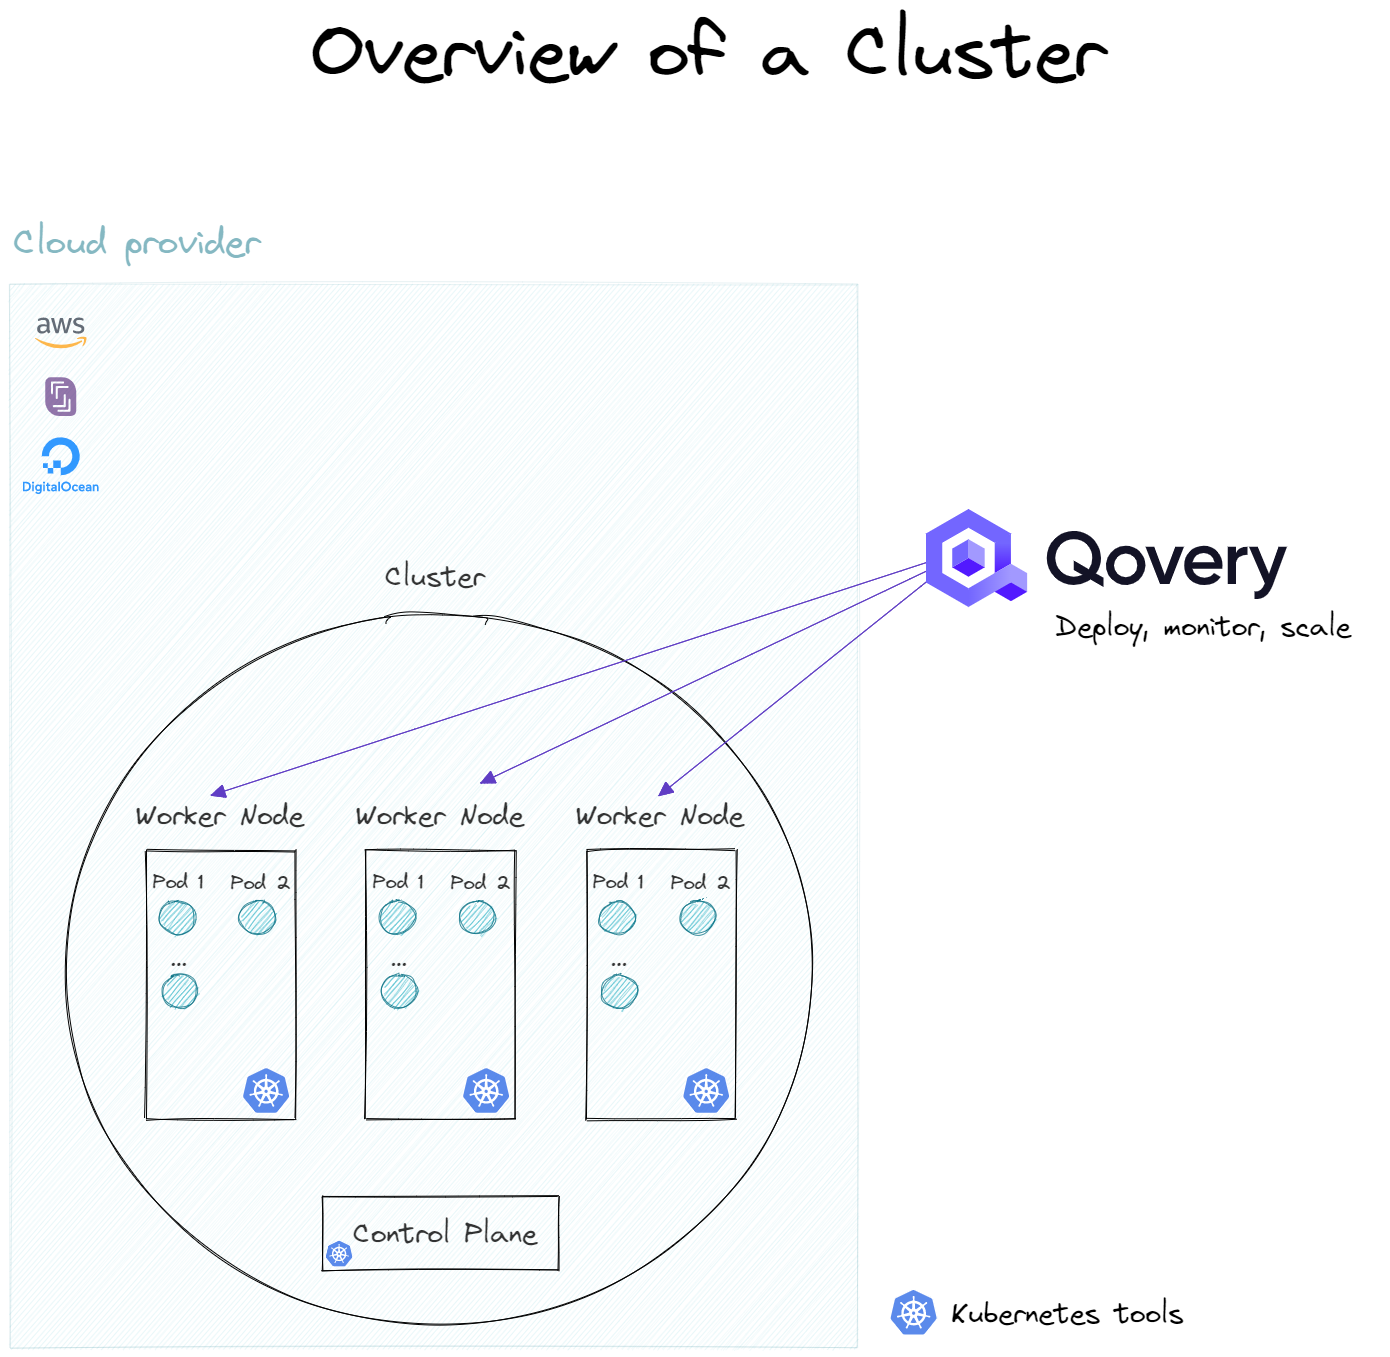 Overview of a Cluster
Cloud provider
aws
DigitalOcean
Qovery
Deploy, monitor, scale
Cluster
Worker Node
Worker Node
Worker Node
Pod 1
Pod 2
Pod 1
Pod 2
Pod 1
Pod 2
...
...
...
Control Plane
Kubernetes tools